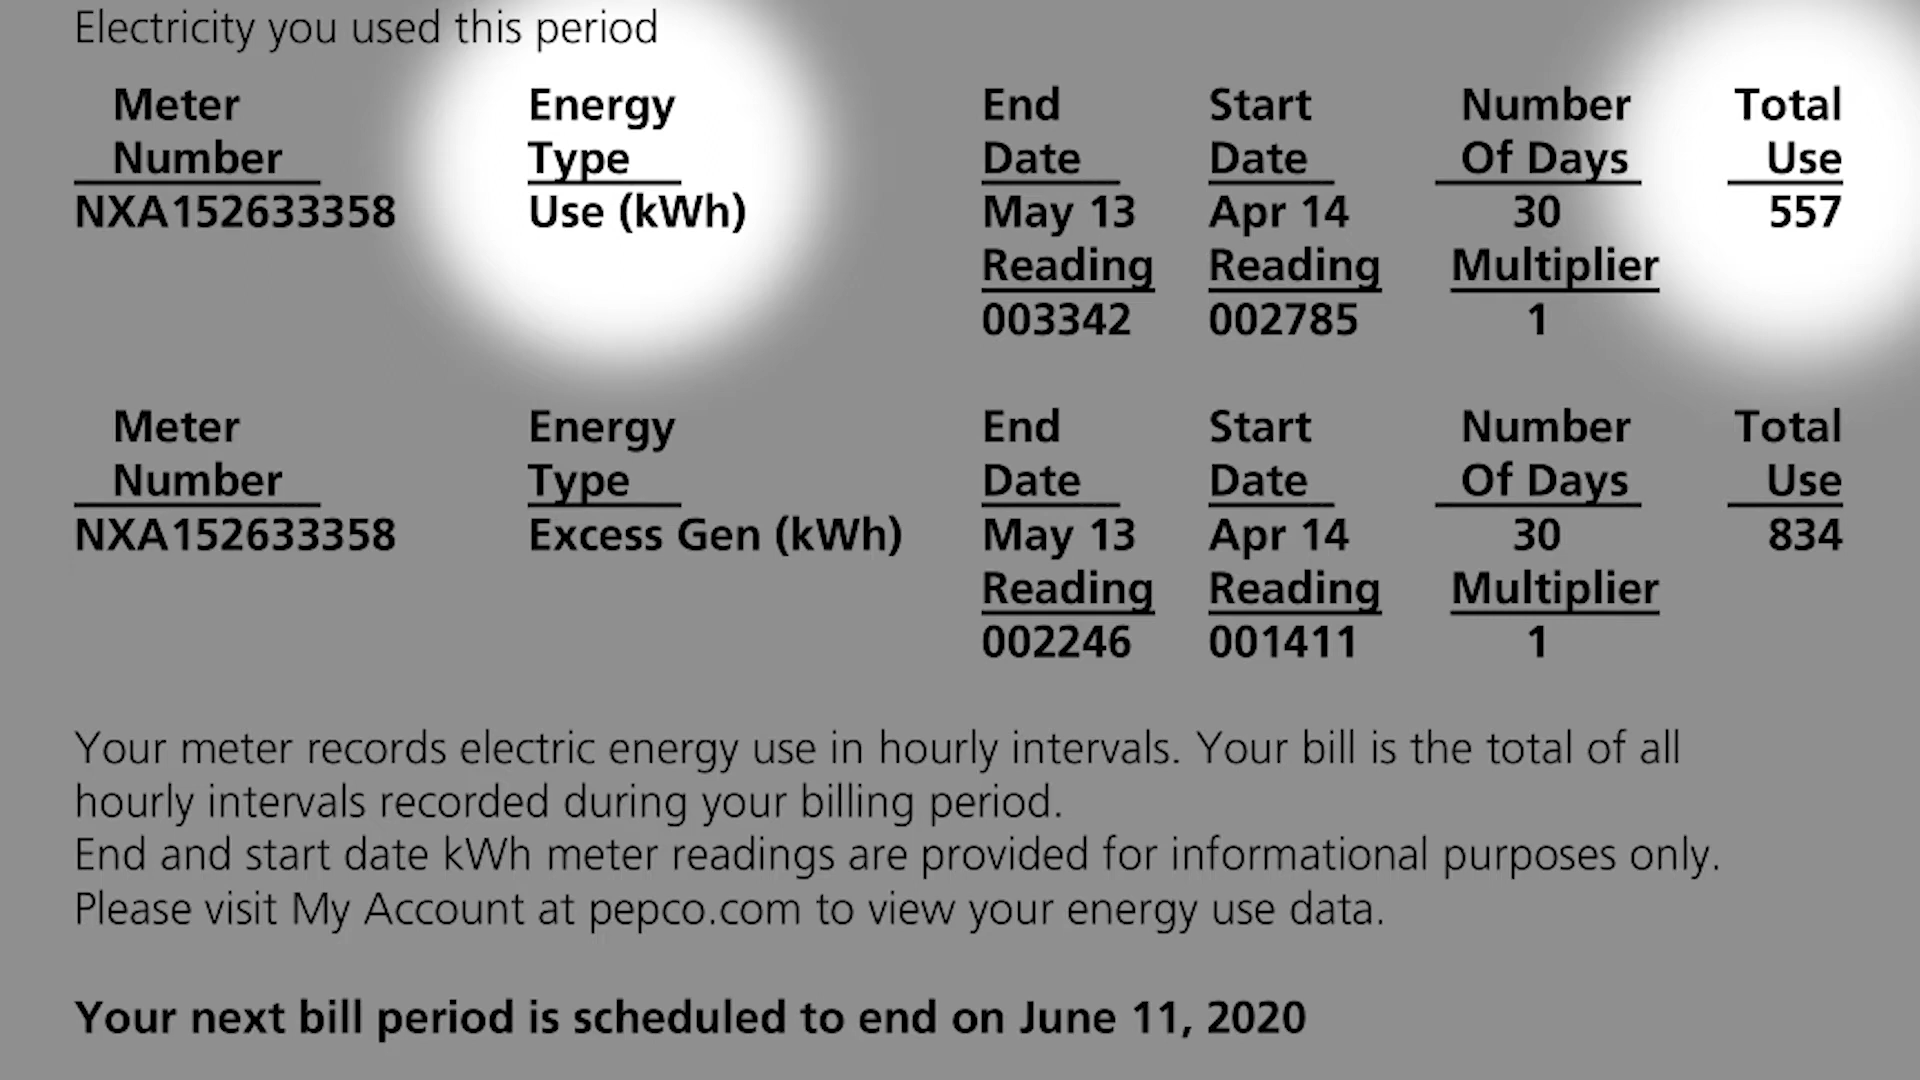 Electricity you used this period
Meter Energy End Start Number Total
Number Type Date Date Of Days Use
NXA152633358 Use (kWh) May 13 Apr 14 30 557
Reading Reading Multiplier
003342 002785 1
Meter Energy End Start Number Total
Number Type Date Date Of Days Use
NXA152633358 Excess Gen (kWh) May 13 Apr 14 30 834
Reading Reading Multiplier
002246 001411 1
Your meter records electric energy use in hourly intervals. Your bill is the total of all
hourly intervals recorded during your billing period.
End and start date kWh meter readings are provided for informational purposes only.
Please visit My Account at pepco.com to view your energy use data.
Your next bill period is scheduled to end on June 11, 2020